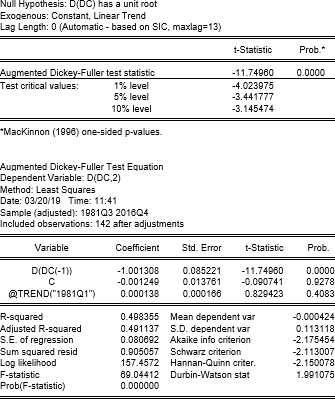 Null Hypothesis: D(DC) has a unit root
Exogenous: Constant, Linear Trend
Lag Length: 0 (Automatic - based on SIC, maxlag=13)
t-Statistic Prob.*
Augmented Dickey-Fuller test statistic -11.74960 0.0000
Test critical values: 1% level -4.023975
5% level -3.441777
10% level -3.145474
*MacKinnon (1996) one-sided p-values.
Augmented Dickey-Fuller Test Equation
Dependent Variable: D(DC,2)
Method: Least Squares
Date: 03/20/19 Time: 11:41
Sample (adjusted): 1981Q3 2016Q4
Included observations: 142 after adjustments
Variable Coefficient Std. Error t-Statistic Prob.
D(DC(-1)) -1.001308 0.085221 -11.74960 0.0000
C -0.001249 0.013761 -0.090741 0.9278
@TREND("1981Q1") 0.000138 0.000166 0.829423 0.4083
R-squared 0.498355 Mean dependent var -0.000424
Adjusted R-squared 0.491137 S.D. dependent var 0.113118
S.E. of regression 0.080692 Akaike info criterion -2.175454
Sum squared resid 0.905057 Schwarz criterion -2.113007
Log likelihood 157.4572 Hannan-Quinn criter. -2.150078
F-statistic 69.04412 Durbin-Watson stat 1.991075
Prob(F-statistic) 0.000000